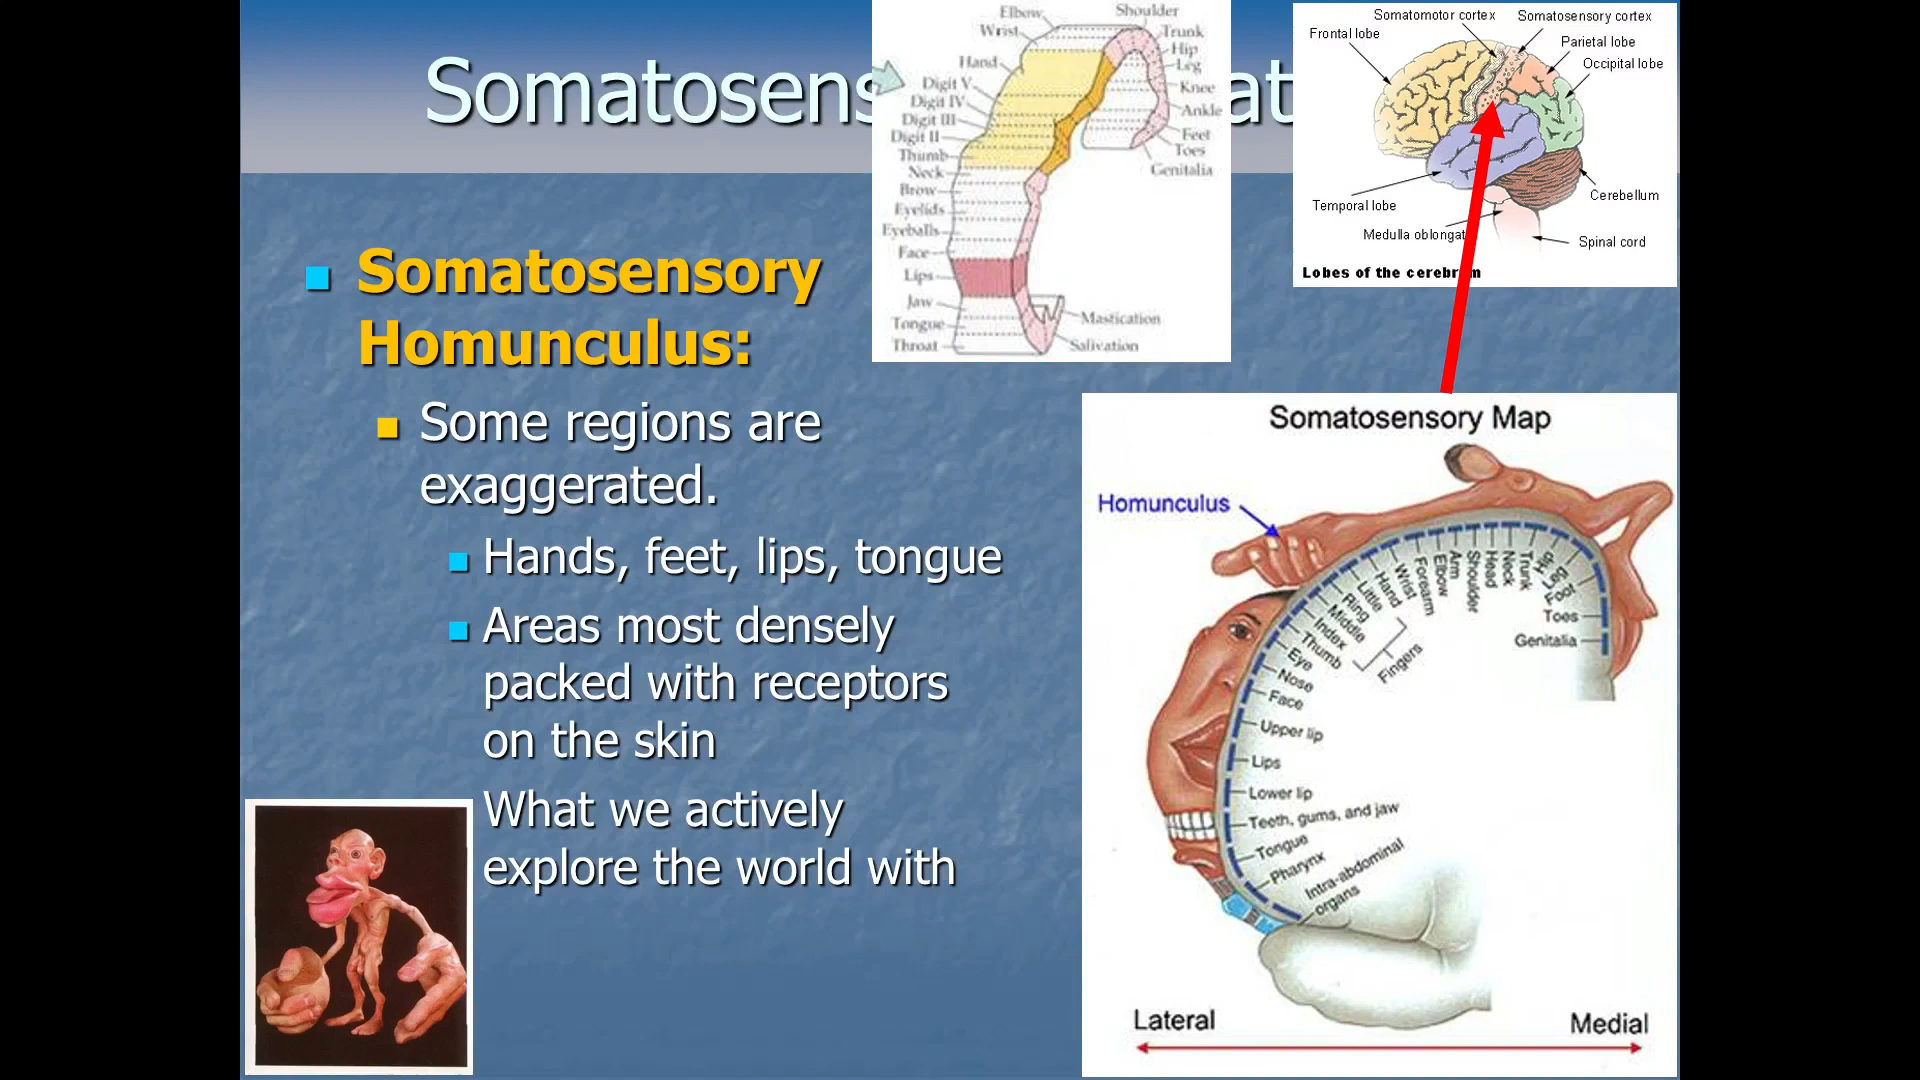 Somatosens
at
Somatosensory
Homunculus:
Some regions are
exaggerated.
Hands, feet, lips, tongue
Areas most densely
packed with receptors
on the skin
What we actively
explore the world with
Elbow
Wrist
Hand
Digit V
Digit IV
Digit III
Digit II
Thumb
Neck
Brow
Eyelids
Eyeballs
Face
Lips
Jaw
Tongue
Throat
Shoulder
Trunk
Hip
Leg
Knee
Ankle
Feet
Toes
Genitalia
Mastication
Salivation
Somatomotor cortex
Somatosensory cortex
Frontal lobe
Parietal lobe
Occipital lobe
Temporal lobe
Cerebellum
Medulla oblongat
Spinal cord
Lobes of the cerebr m
Somatosensory Map
Homunculus
Genitalia
Toes
Foot
Leg
Hip
Trunk
Neck
Head
Shoulder
Arm
Elbow
Forearm
Wrist
Hand
Little
Ring
Middle
Index
Thumb
Fingers
Eye
Nose
Face
Upper lip
Lips
Lower lip
Teeth, gums, and jaw
Tongue
Pharynx
Intra-abdominal
organs
Lateral
Medial